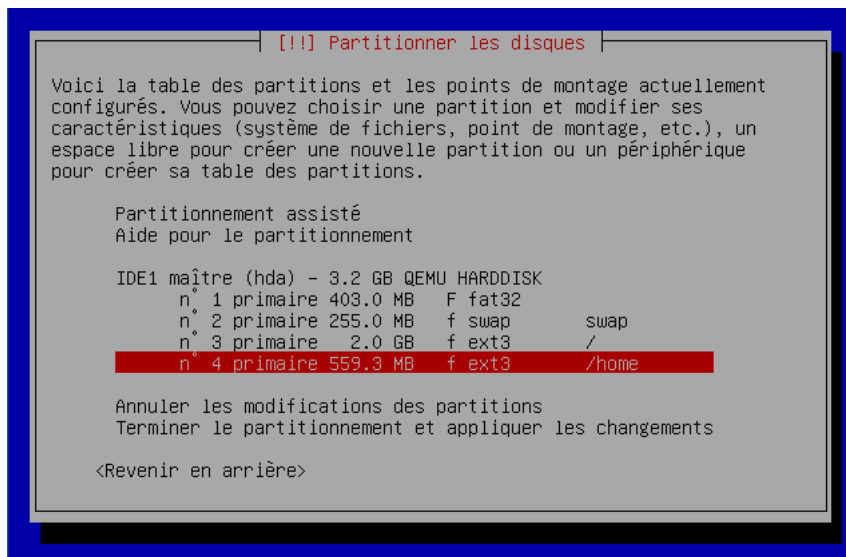 [!!] Partitionner les disques
Voici la table des partitions et les points de montage actuellement
configurés. Vous pouvez choisir une partition et modifier ses
caractéristiques (système de fichiers, point de montage, etc.), un
espace libre pour créer une nouvelle partition ou un périphérique
pour créer sa table des partitions.
Partitionnement assisté
Aide pour le partitionnement
IDE1 maître (hda) - 3.2 GB QEMU HARDDISK
n° 1 primaire 403.0 MB F fat32
n° 2 primaire 255.0 MB f swap swap
n° 3 primaire 2.0 GB f ext3 /
n° 4 primaire 559.3 MB f ext3 /home
Annuler les modifications des partitions
Terminer le partitionnement et appliquer les changements
<Revenir en arrière>